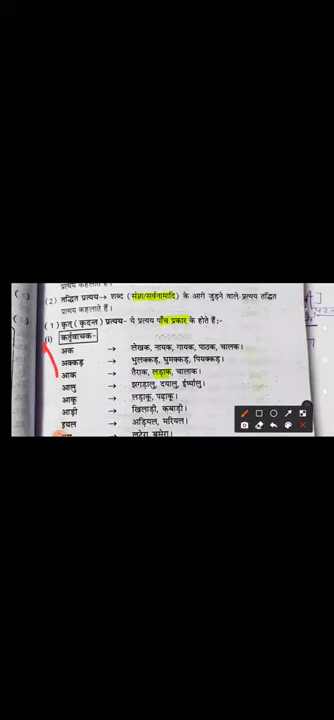 प्रत्यय कहलाते हैं।
(2) तद्धित प्रत्यय→ शब्द (संज्ञा/सर्वनामादि) के आगे जुड़ने वाले प्रत्यय तद्धित
प्रत्यय कहलाते हैं।
(1) कृत् (कृदन्त) प्रत्यय- ये प्रत्यय पाँच प्रकार के होते हैं:-
(i) कर्तृवाचक-
अक → लेखक, नायक, गायक, पाठक, चालक।
अक्कड़ → भुलक्कड़, घुमक्कड़, पियक्कड़।
आक → तैराक, लड़ाक, चालाक।
आलु → झगड़ालु, दयालु, ईर्ष्यालु।
आकू → लड़ाकू, पढ़ाकू।
आड़ी → खिलाड़ी, कबाड़ी।
इयल → अड़ियल, मरियल।
→ लुटेरा, बसेरा।